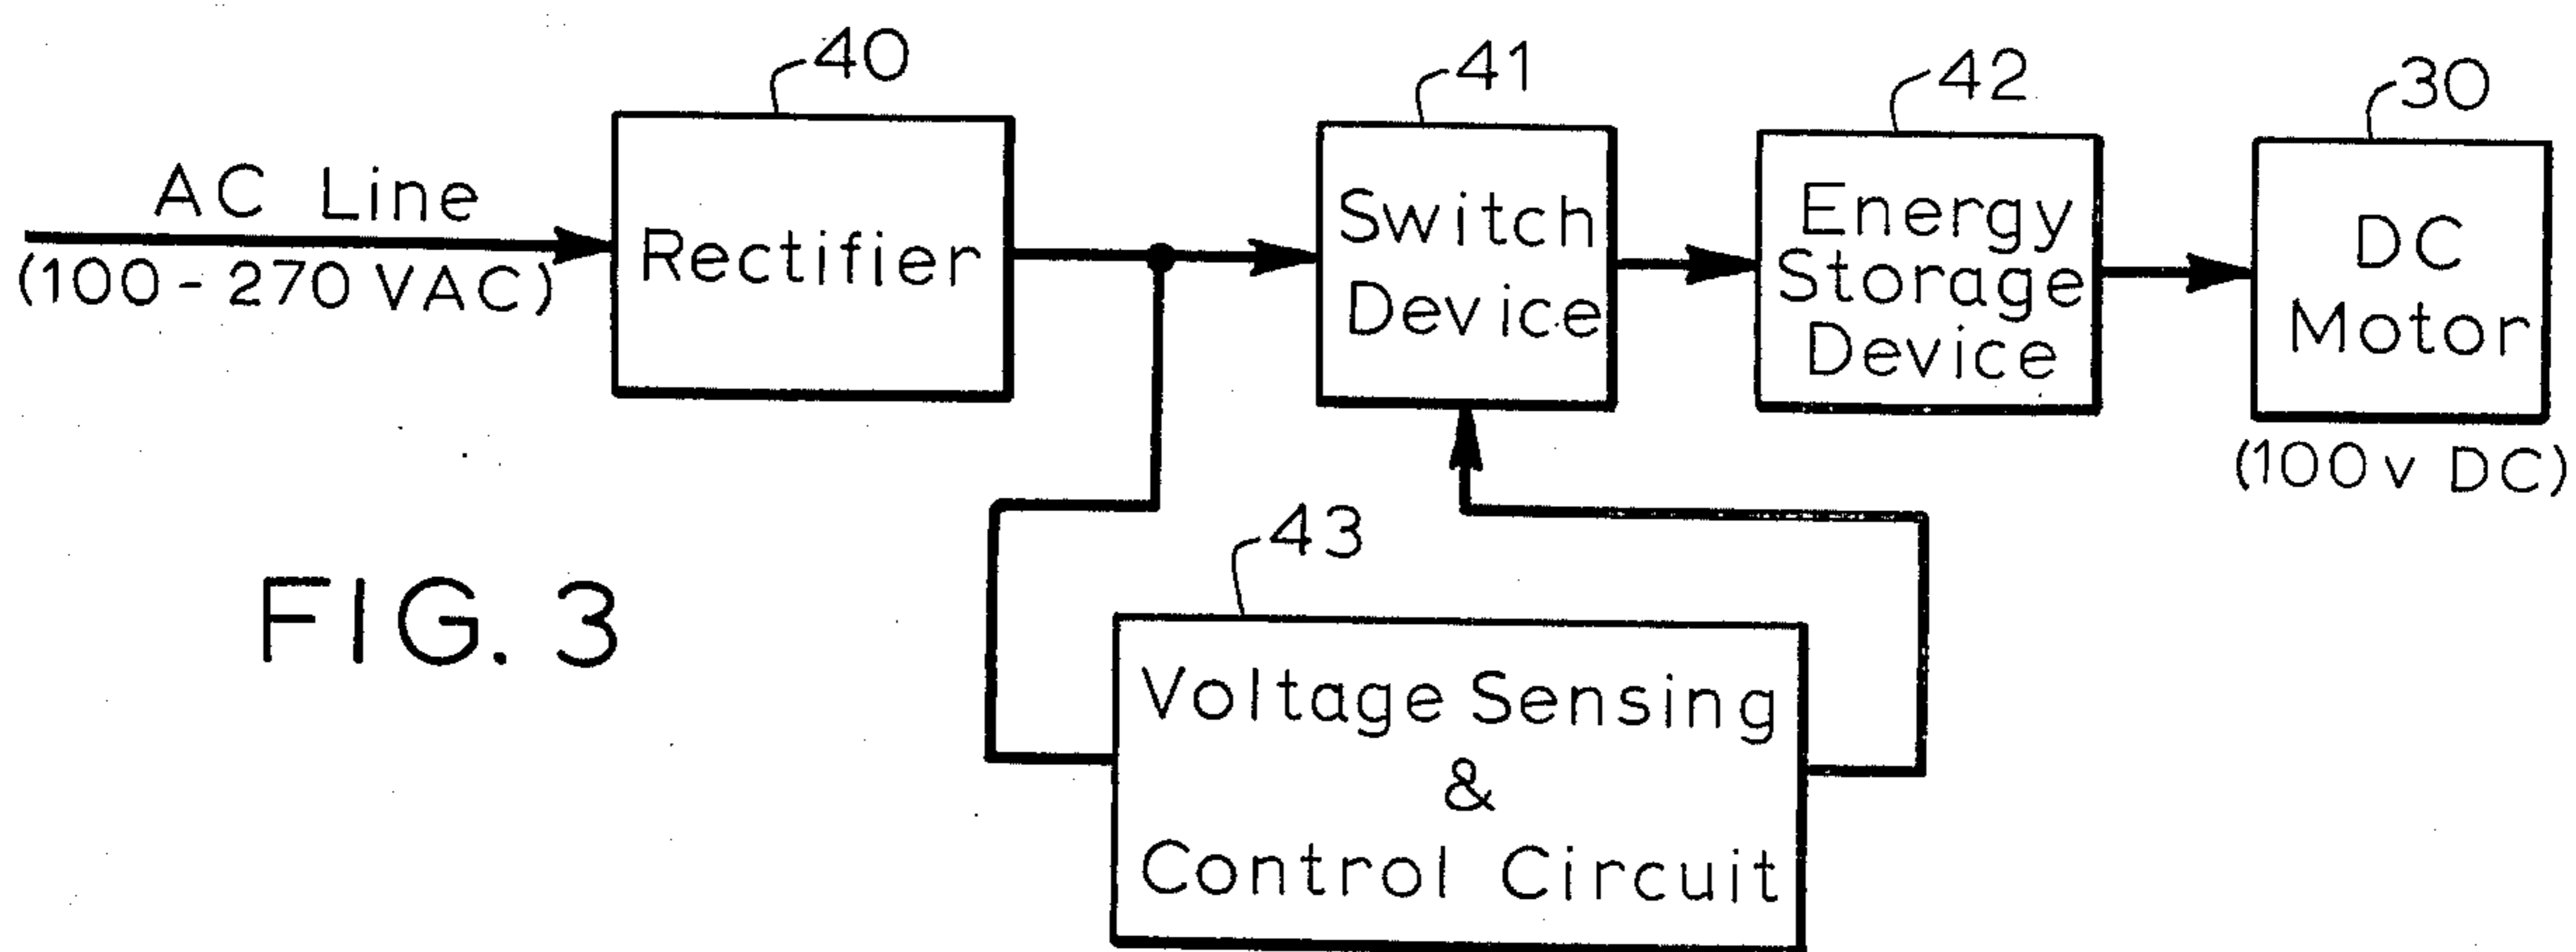 40
41
42
30
AC Line
(100-270 VAC)
Rectifier
Switch
Device
Energy
Storage
Device
DC
Motor
(100v DC)
43
FIG. 3
Voltage Sensing
&
Control Circuit